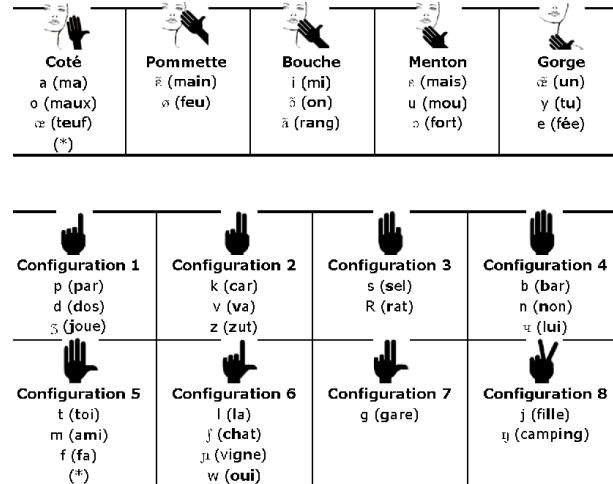 Coté
a (ma)
o (maux)
œ (teuf)
(*)
Pommette
ɛ̃ (main)
ø (feu)
Bouche
i (mi)
ɔ̃ (on)
ɑ̃ (rang)
Menton
ɛ (mais)
u (mou)
ɔ (fort)
Gorge
œ̃ (un)
y (tu)
e (fée)
Configuration 1
p (par)
d (dos)
ʒ (joue)
Configuration 2
k (car)
v (va)
z (zut)
Configuration 3
s (sel)
R (rat)
Configuration 4
b (bar)
n (non)
ɥ (lui)
Configuration 5
t (toi)
m (ami)
f (fa)
(*)
Configuration 6
l (la)
ʃ (chat)
ɲ (vigne)
w (oui)
Configuration 7
g (gare)
Configuration 8
j (fille)
ŋ (camping)